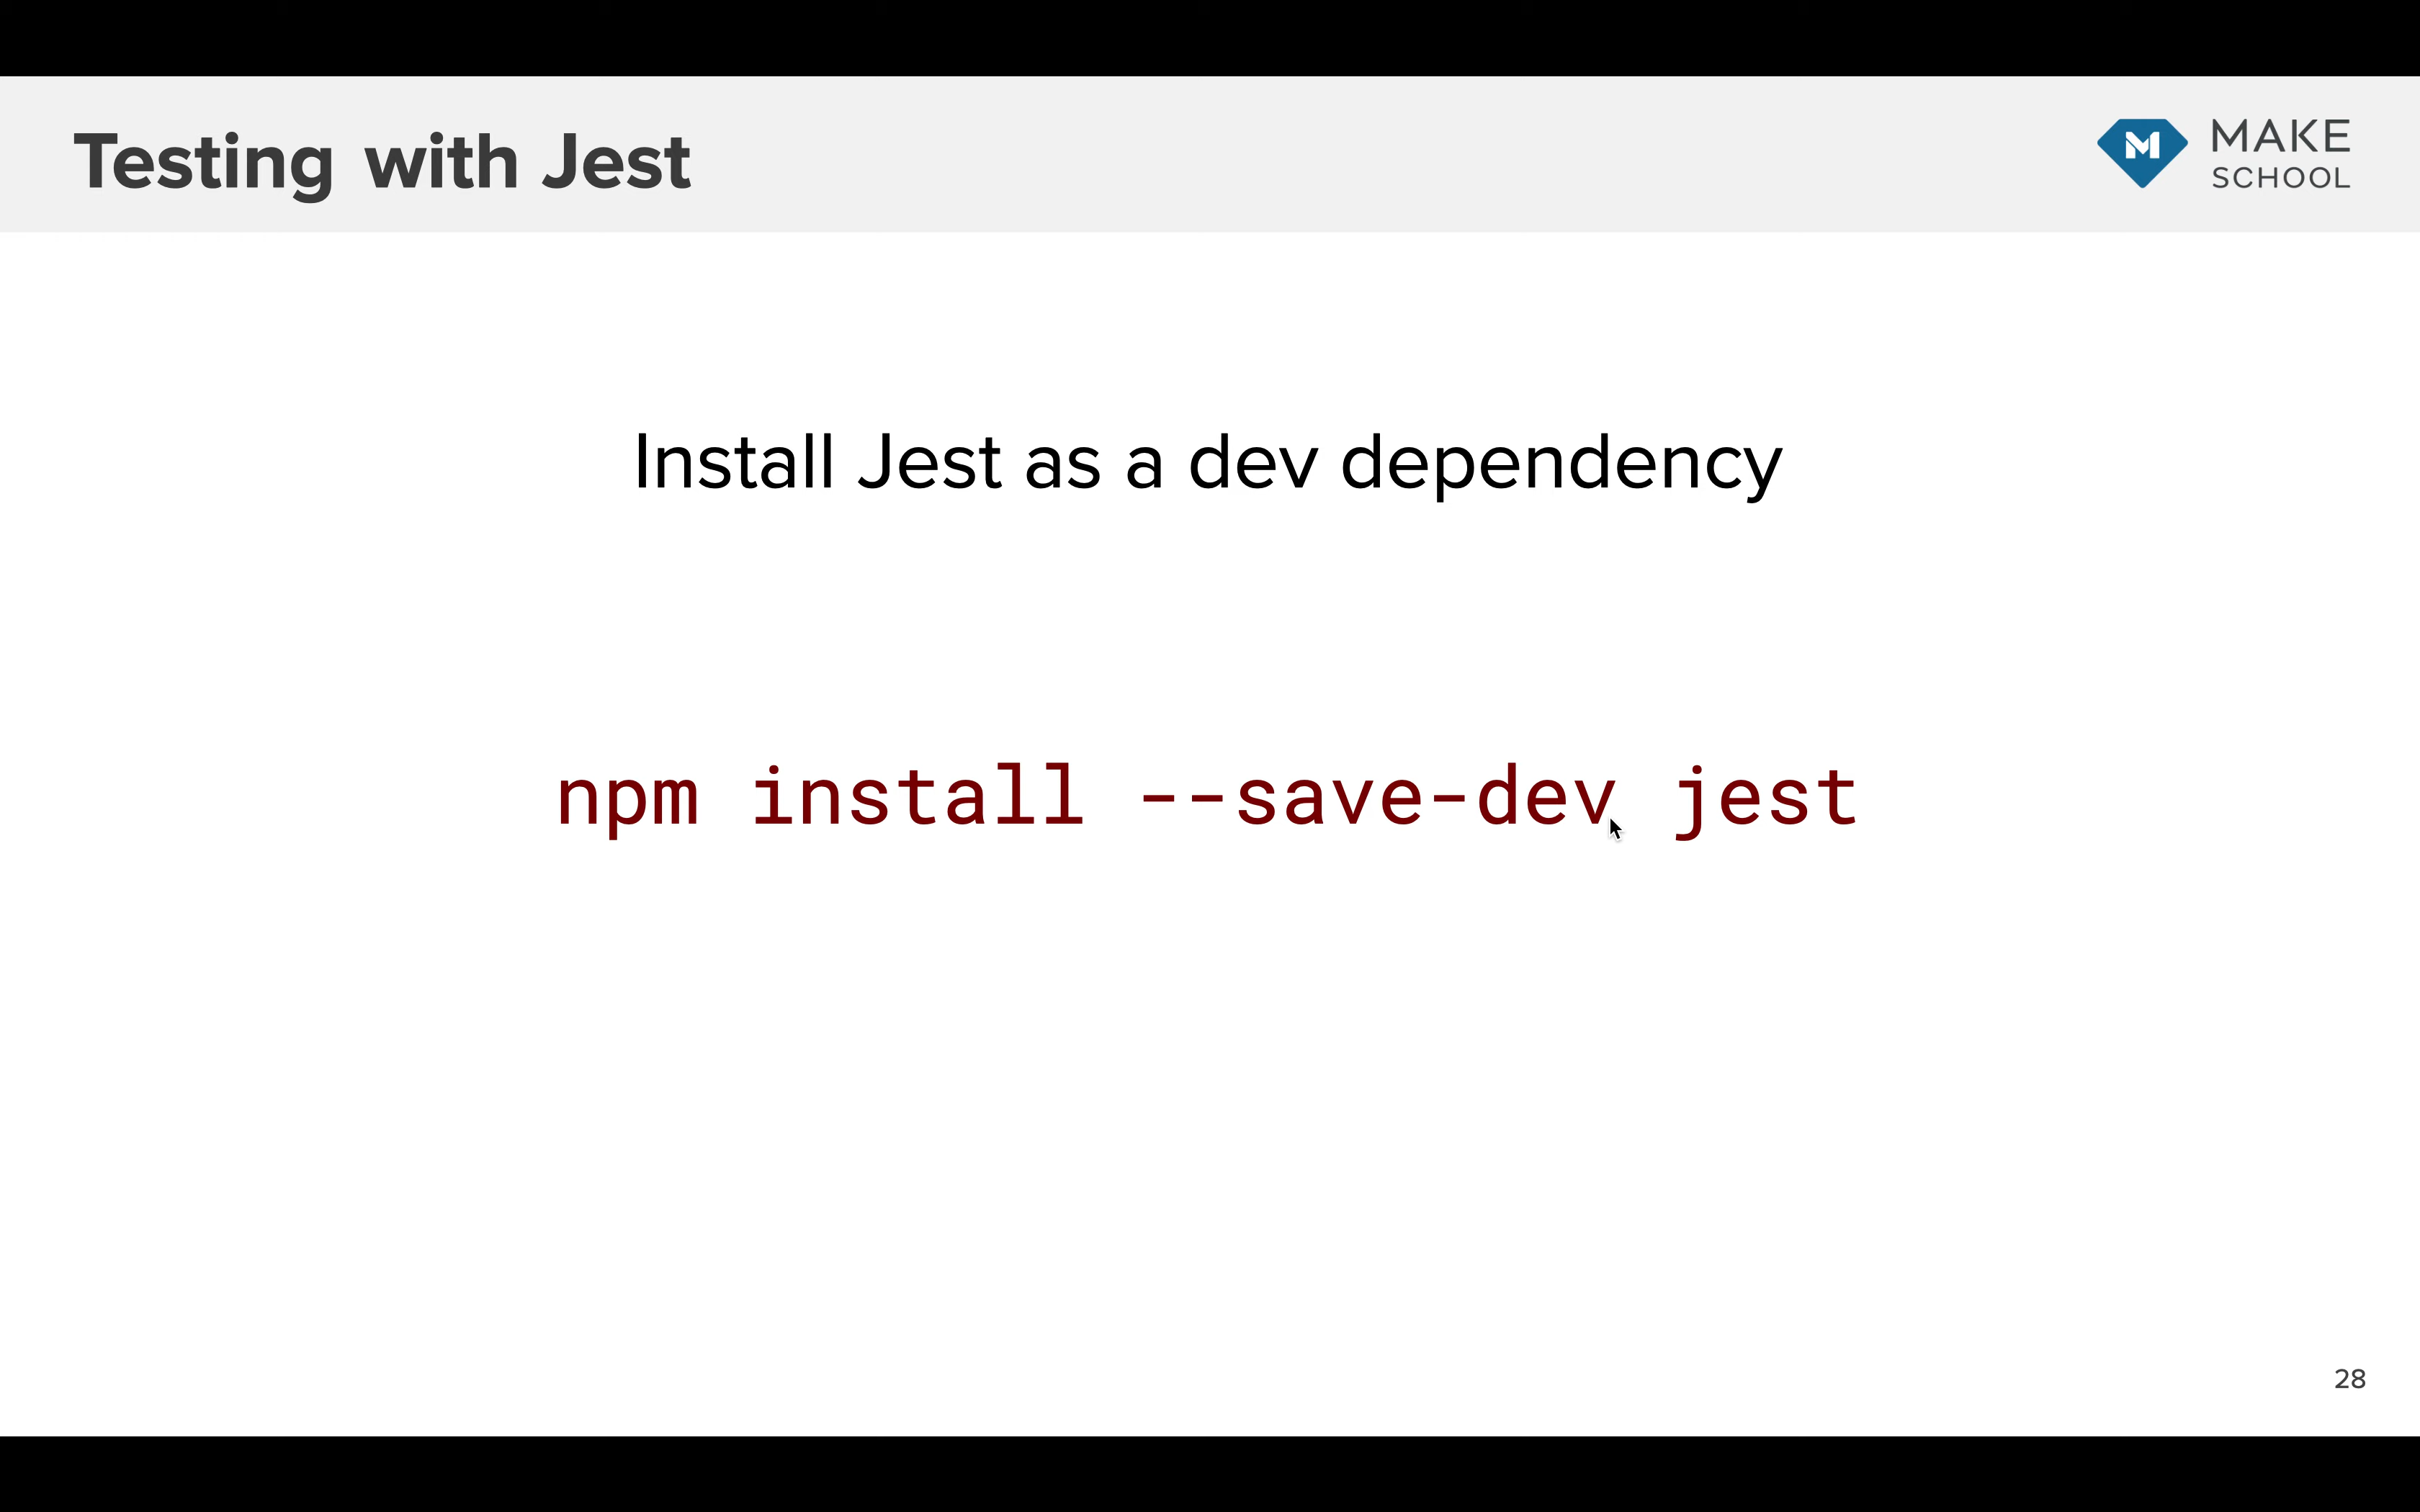 Testing with Jest
MAKE
SCHOOL
Install Jest as a dev dependency
npm install --save-dev jest
28